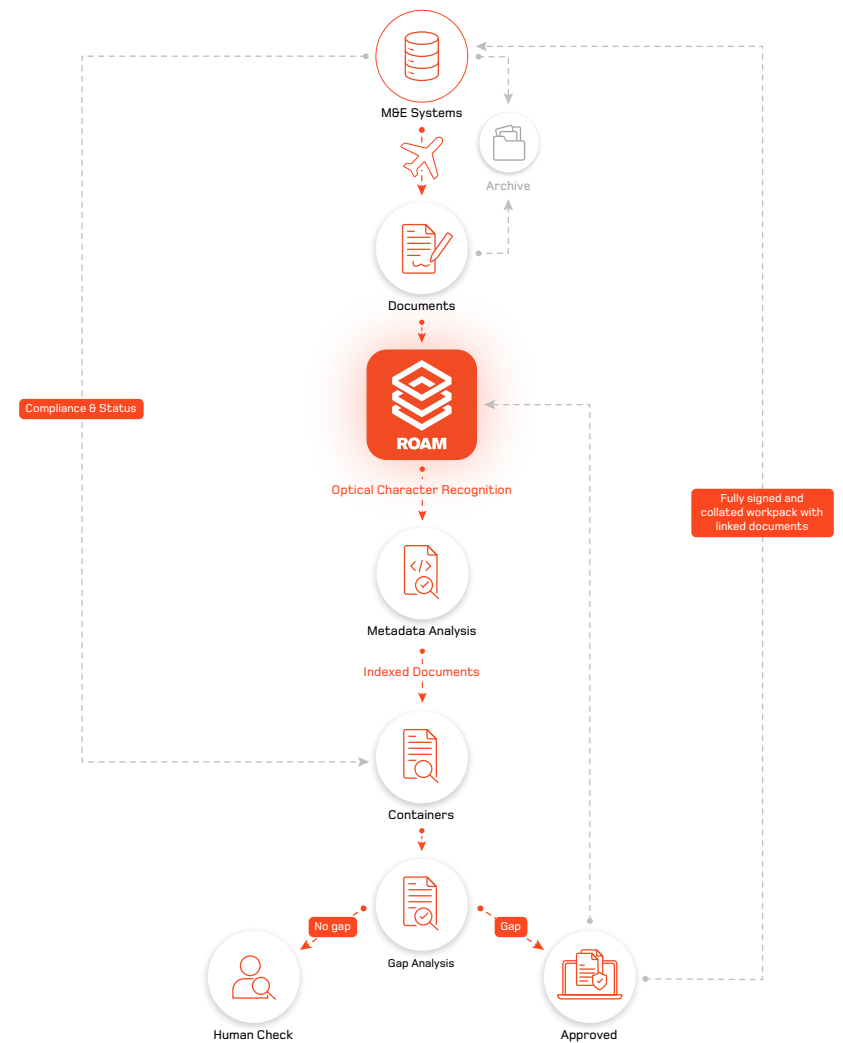 M&E Systems
Archive
Documents
Compliance & Status
ROAM
Optical Character Recognition
Fully signed and
collated workpack with
linked documents
</>
Metadata Analysis
Indexed Documents
Containers
No gap
Gap
Gap Analysis
Human Check
Approved